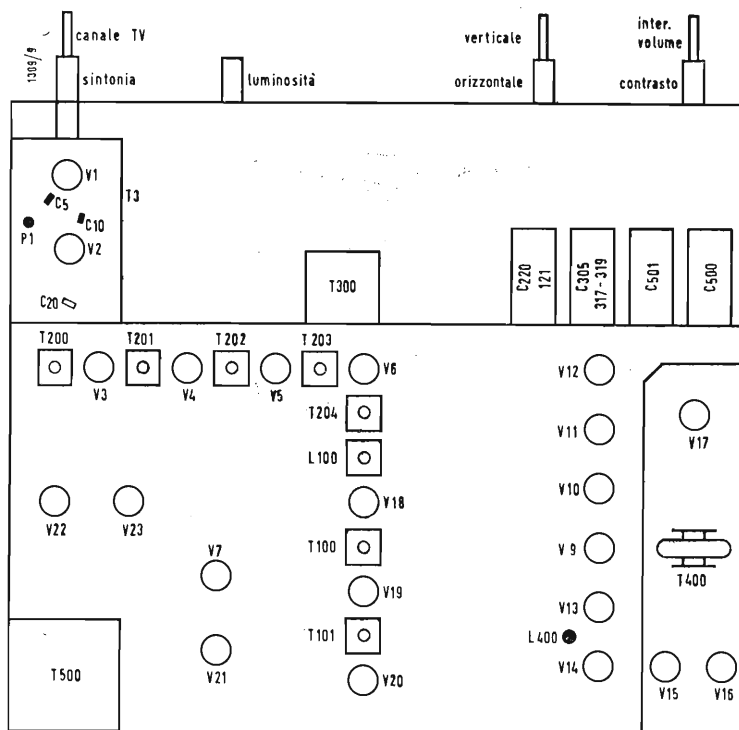 canale TV
sintonia
1309/9
luminosità
verticale
orizzontale
inter.
volume
contrasto
V1
T3
C5
P1
C10
V2
C20
T300
C220
121
C305
317-319
C501
C500
T200
T201
T202
T203
V3
V4
V5
V6
V12
T204
V11
V17
L100
V10
V22
V23
V18
V7
T100
V9
T400
V19
V13
T101
L400
T500
V21
V20
V14
V15
V16